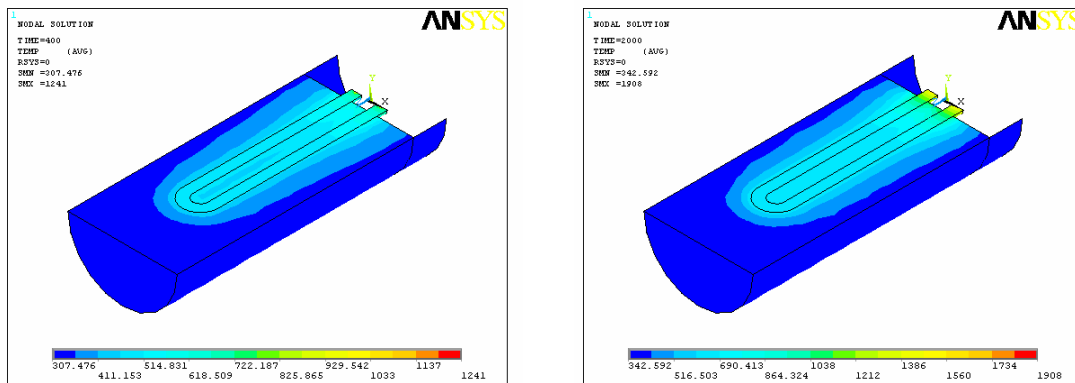 1
NODAL SOLUTION
TIME=400
TEMP (AVG)
RSYS=0
SMN =307.476
SMX =1241
ANSYS
Y
X
307.476 514.831 722.187 929.542 1137
411.153 618.509 825.865 1033 1241
1
NODAL SOLUTION
TIME=2000
TEMP (AVG)
RSYS=0
SMN =342.592
SMX =1908
ANSYS
Y
X
342.592 690.413 1038 1386 1734
516.503 864.324 1212 1560 1908